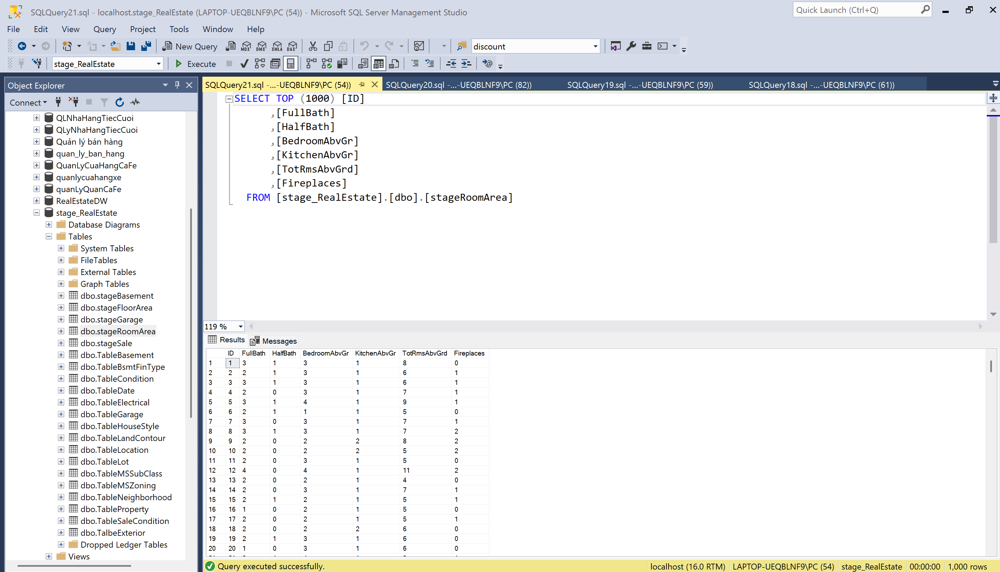 SQLQuery21.sql - localhost.stage_RealEstate (LAPTOP-UEQBLNF9\PC (54)) - Microsoft SQL Server Management Studio
Quick Launch (Ctrl+Q)
File Edit View Query Project Tools Window Help
New Query MDX DMX XMLA DAX discount
stage_RealEstate Execute
Object Explorer
Connect
QLNhaHangTiecCuoi
QLyNhaHangTiecCuoi
Quản lý bán hàng
quan_ly_ban_hang
QuanLyCuaHangCaFe
quanlycuahangxe
quanLyQuanCaFe
RealEstateDW
stage_RealEstate
Database Diagrams
Tables
System Tables
FileTables
External Tables
Graph Tables
dbo.stageBasement
dbo.stageFloorArea
dbo.stageGarage
dbo.stageRoomArea
dbo.stageSale
dbo.TableBasement
dbo.TableBsmtFinType
dbo.TableCondition
dbo.TableDate
dbo.TableElectrical
dbo.TableGarage
dbo.TableHouseStyle
dbo.TableLandContour
dbo.TableLocation
dbo.TableLot
dbo.TableMSSubClass
dbo.TableMSZoning
dbo.TableNeighborhood
dbo.TableProperty
dbo.TableSaleCondition
dbo.TalbeExterior
Dropped Ledger Tables
Views
SQLQuery21.sql -...-UEQBLNF9\PC (54)) SQLQuery20.sql -...-UEQBLNF9\PC (82)) SQLQuery19.sql -...-UEQBLNF9\PC (59)) SQLQuery18.sql -...-UEQBLNF9\PC (61))
SELECT TOP (1000) [ID]
,[FullBath]
,[HalfBath]
,[BedroomAbvGr]
,[KitchenAbvGr]
,[TotRmsAbvGrd]
,[Fireplaces]
FROM [stage_RealEstate].[dbo].[stageRoomArea]
119 %
Results Messages
ID FullBath HalfBath BedroomAbvGr KitchenAbvGr TotRmsAbvGrd Fireplaces
1 1 3 1 3 1 8 0
2 2 2 1 3 1 6 1
3 3 3 1 3 1 6 1
4 4 2 0 3 1 7 1
5 5 3 1 4 1 9 1
6 6 2 1 1 1 5 0
7 7 3 0 3 1 7 1
8 8 3 1 3 1 7 2
9 9 2 0 2 2 8 2
10 10 2 0 2 2 5 2
11 11 2 0 3 1 5 0
12 12 4 0 4 1 11 2
13 13 2 0 2 1 4 0
14 14 2 0 3 1 7 1
15 15 2 1 2 1 5 1
16 16 1 0 2 1 5 0
17 17 2 0 2 1 5 1
18 18 2 0 2 2 6 0
19 19 2 1 3 1 6 0
20 20 1 0 3 1 6 0
Query executed successfully. localhost (16.0 RTM) LAPTOP-UEQBLNF9\PC (54) stage_RealEstate 00:00:00 1,000 rows